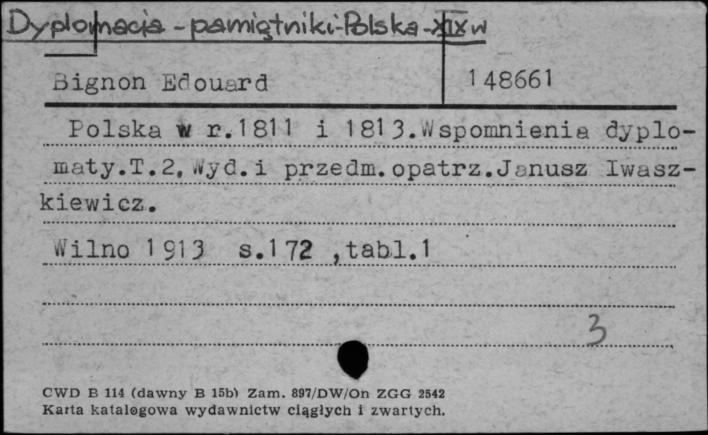 Dyplomacja - pamiętniki-Polska-XIX w
Bignon Edouard 148661
Polska w r.1811 i 1813.Wspomnienia dyplo-
maty.T.2, Wyd.i przedm.opatrz.Janusz Iwasz-
kiewicz.
Wilno 1913 s.172 ,tabl.1
3
CWD B 114 (dawny B 15b) Zam. 897/DW/On ZGG 2542
Karta katalogowa wydawnictw ciągłych i zwartych.